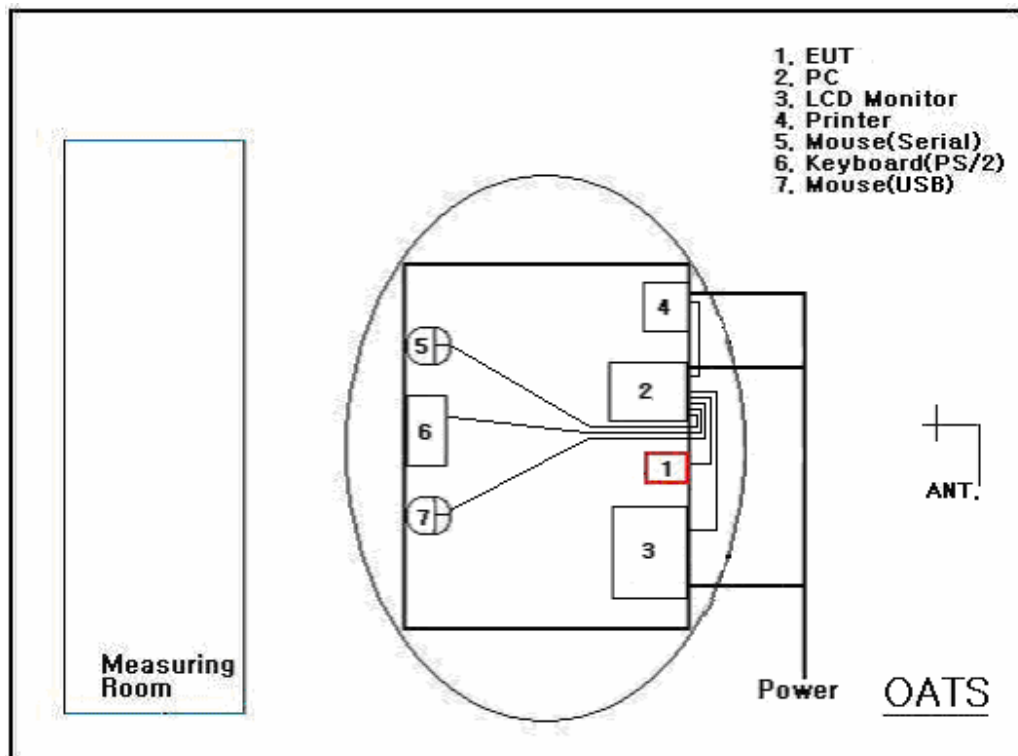 1. EUT
2. PC
3. LCD Monitor
4. Printer
5. Mouse(Serial)
6. Keyboard(PS/2)
7. Mouse(USB)
4
5
2
6
1
ANT.
7
3
Measuring
Room
Power
OATS